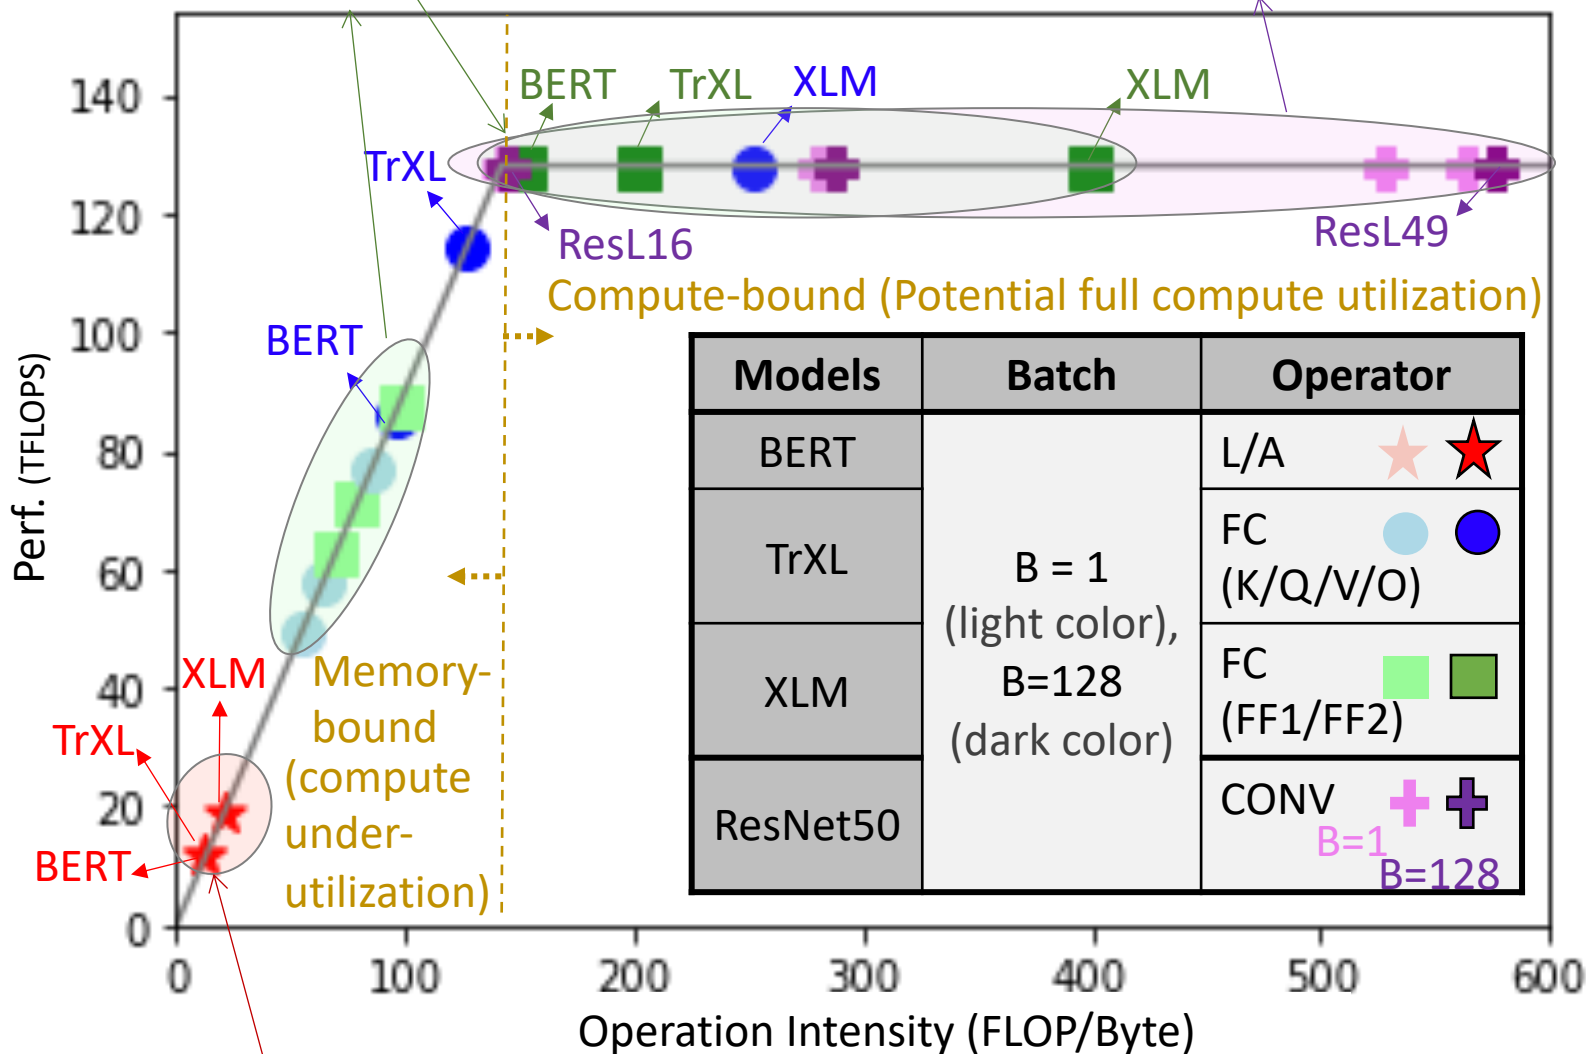 BERT
TrXL
XLM
XLM
TrXL
ResL16
ResL49
Compute-bound (Potential full compute utilization)
BERT
Memory-
bound
(compute
under-
utilization)
XLM
TrXL
BERT
Models Batch Operator
BERT
TrXL
XLM
ResNet50
B = 1
(light color),
B=128
(dark color)
L/A
FC
(K/Q/V/O)
FC
(FF1/FF2)
CONV
B=1
B=128
Perf. (TFLOPS)
140
120
100
80
60
40
20
0
0 100 200 300 400 500 600
Operation Intensity (FLOP/Byte)